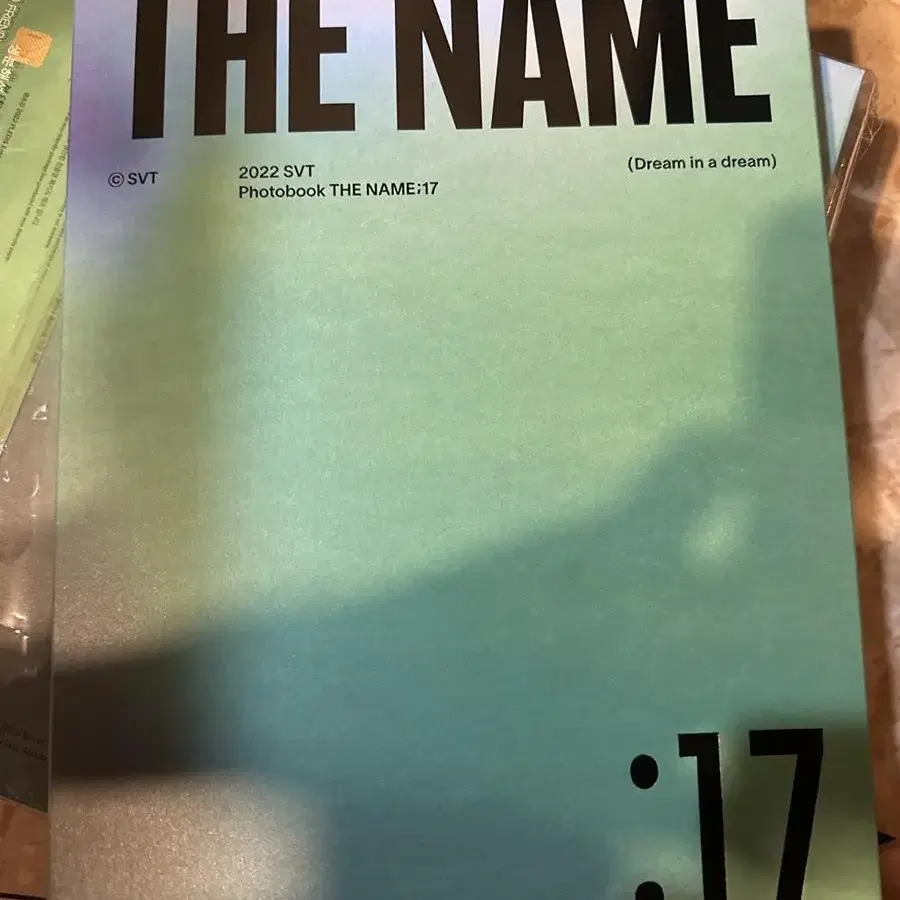 THE NAME
© SVT
2022 SVT
Photobook THE NAME;17
(Dream in a dream)
;17